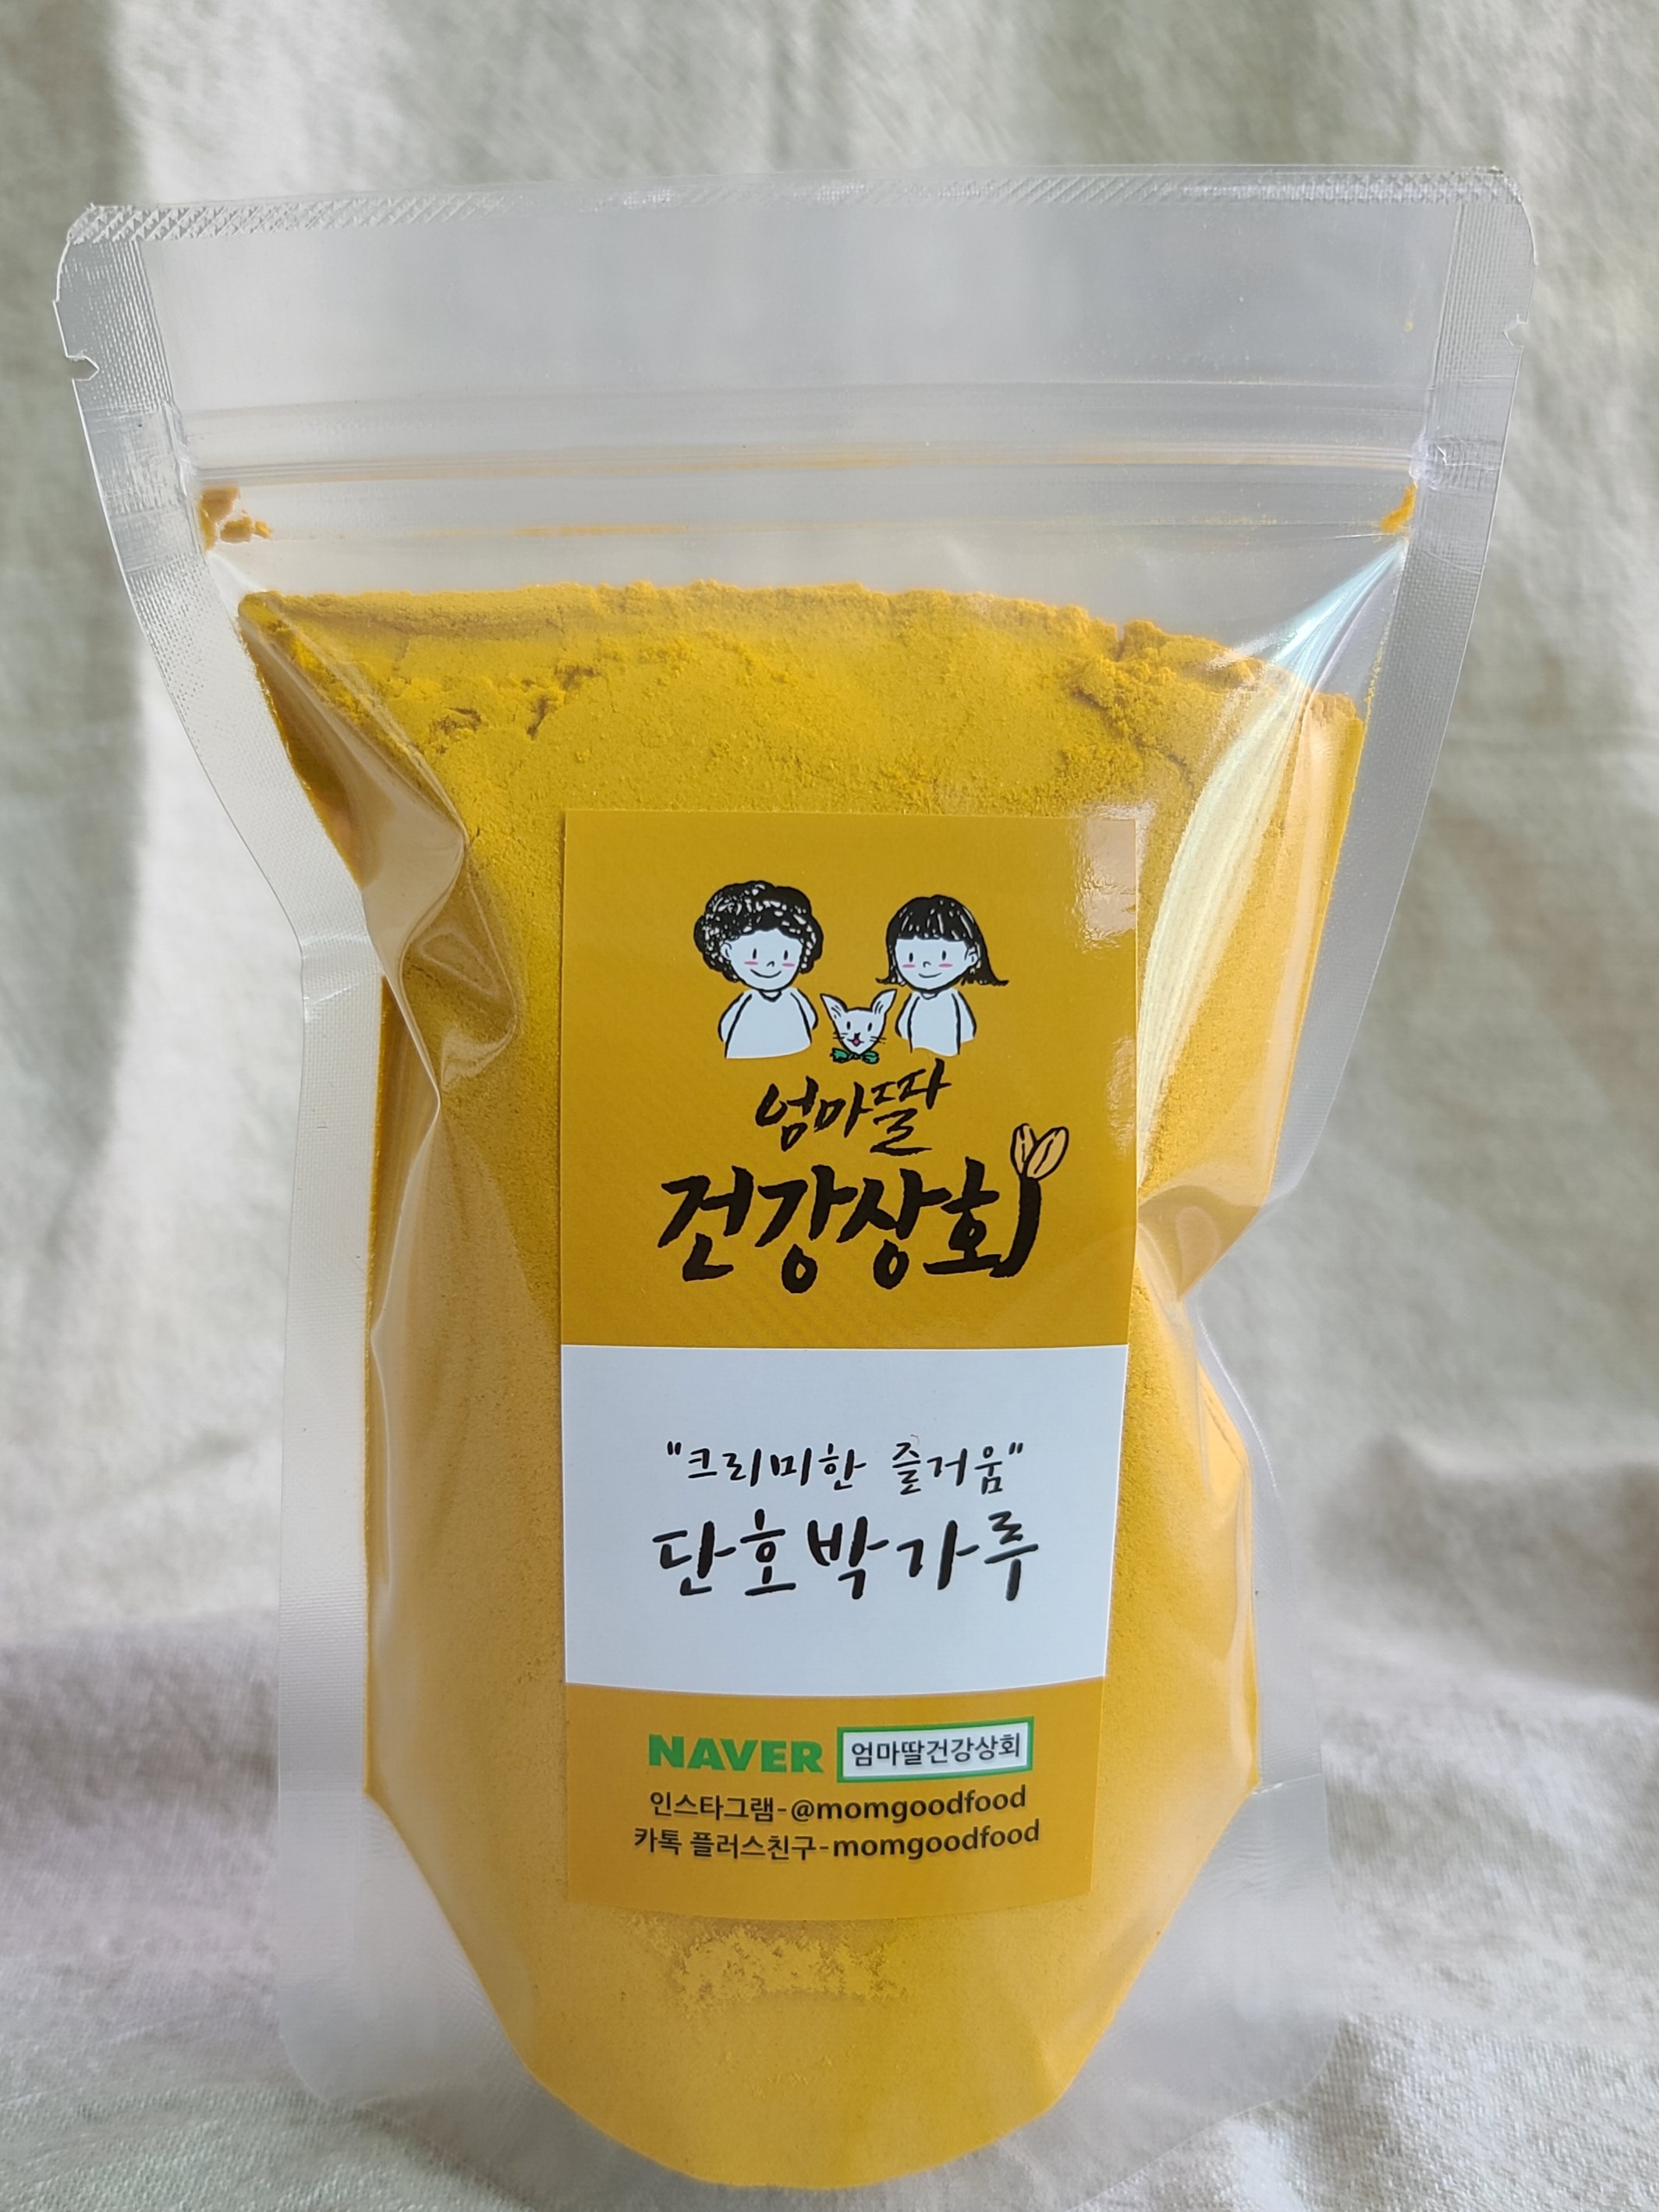 엄마딸
건강상회
"크리미한 즐거움"
단호박가루
NAVER 엄마딸건강상회
인스타그램-@momgoodfood
카톡 플러스친구-momgoodfood